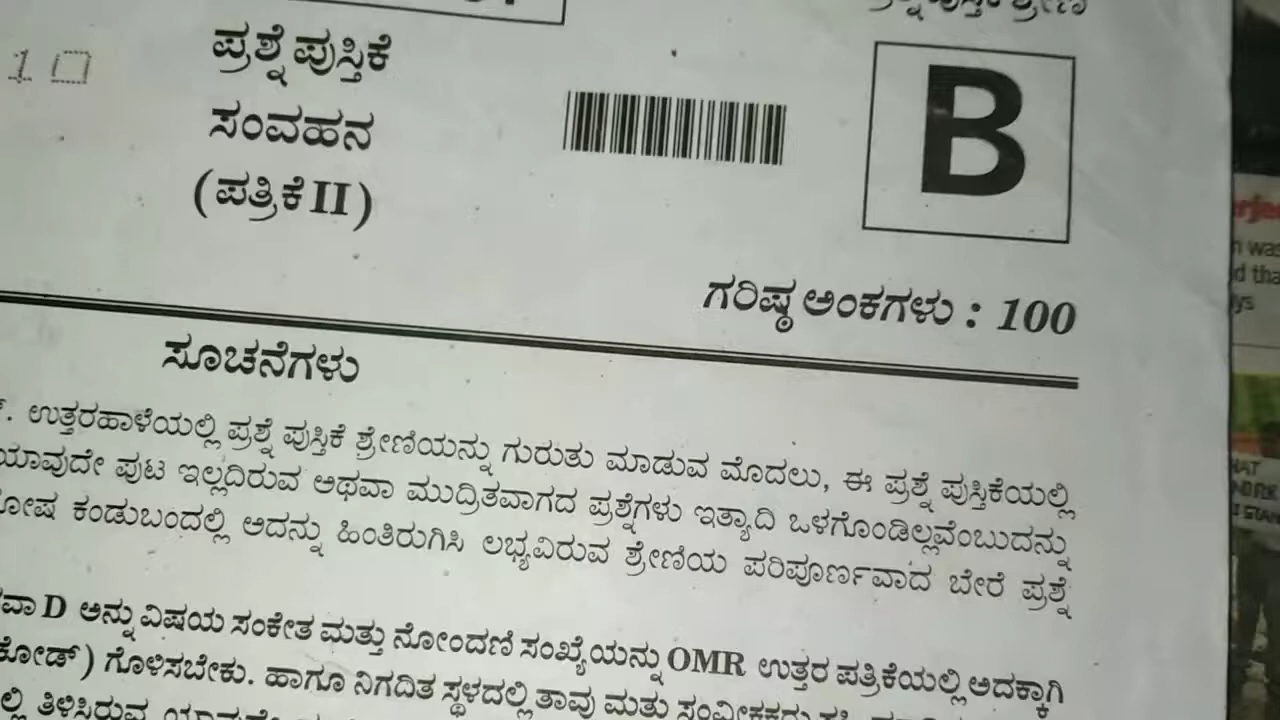 ಪ್ರಶ್ನೆ ಪುಸ್ತಿಕೆ
ಸಂವಹನ
(ಪತ್ರಿಕೆ II)
B
ಗರಿಷ್ಠ ಅಂಕಗಳು : 100
ಸೂಚನೆಗಳು
ಉತ್ತರಹಾಳೆಯಲ್ಲಿ ಪ್ರಶ್ನೆ ಪುಸ್ತಿಕೆ ಶ್ರೇಣಿಯನ್ನು ಗುರುತು ಮಾಡುವ ಮೊದಲು, ಈ ಪ್ರಶ್ನೆ ಪುಸ್ತಿಕೆಯಲ್ಲಿ
ಯಾವುದೇ ಪುಟ ಇಲ್ಲದಿರುವ ಅಥವಾ ಮುದ್ರಿತವಾಗದ ಪ್ರಶ್ನೆಗಳು ಇತ್ಯಾದಿ ಒಳಗೊಂಡಿಲ್ಲವೆಂಬುದನ್ನು
ಕಂಡುಬಂದಲ್ಲಿ ಅದನ್ನು ಹಿಂತಿರುಗಿಸಿ ಲಭ್ಯವಿರುವ ಶ್ರೇಣಿಯ ಪರಿಪೂರ್ಣವಾದ ಬೇರೆ ಪ್ರಶ್ನೆ
D ಅನ್ನು ವಿಷಯ ಸಂಕೇತ ಮತ್ತು ನೋಂದಣಿ ಸಂಖ್ಯೆಯನ್ನು OMR ಉತ್ತರ ಪತ್ರಿಕೆಯಲ್ಲಿ ಅದಕ್ಕಾಗಿ
ಕೋಡ್) ಗೊಳಿಸಬೇಕು. ಹಾಗೂ ನಿಗದಿತ ಸ್ಥಳದಲ್ಲಿ ತಾವು ಮತ್ತು
ತಿಳಿಸಿರುವ